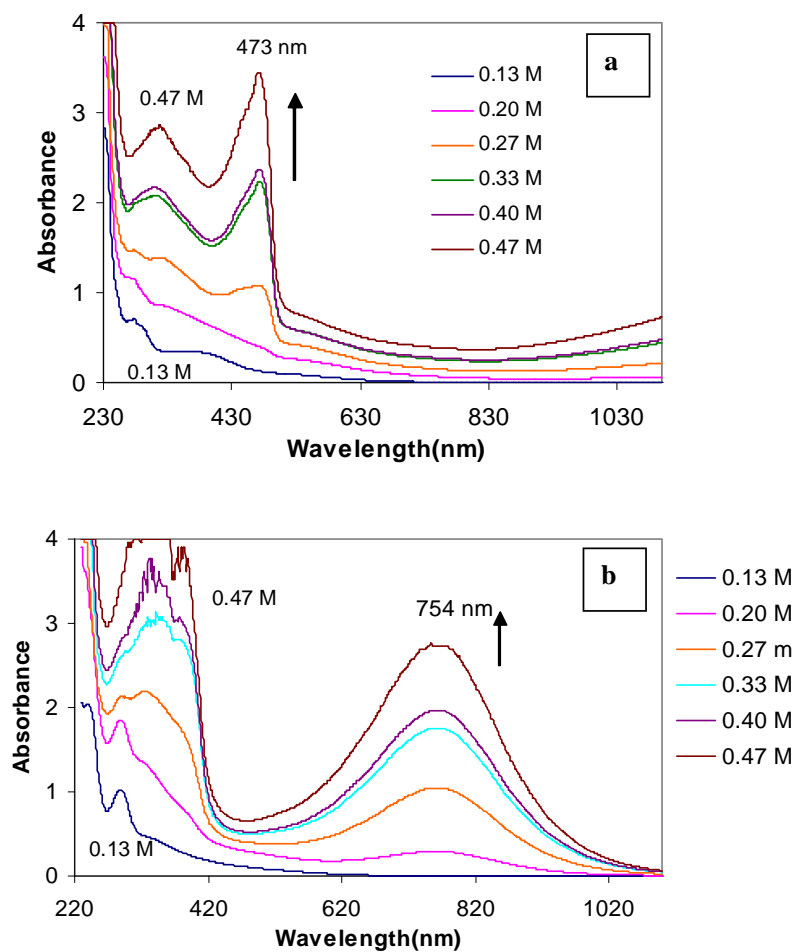 4
3
2
1
0
Absorbance
473 nm
0.47 M
0.13 M
a
0.13 M
0.20 M
0.27 M
0.33 M
0.40 M
0.47 M
230 430 630 830 1030
Wavelength(nm)
4
3
2
1
0
Absorbance
0.47 M
754 nm
0.13 M
b
0.13 M
0.20 M
0.27 m
0.33 M
0.40 M
0.47 M
220 420 620 820 1020
Wavelength(nm)